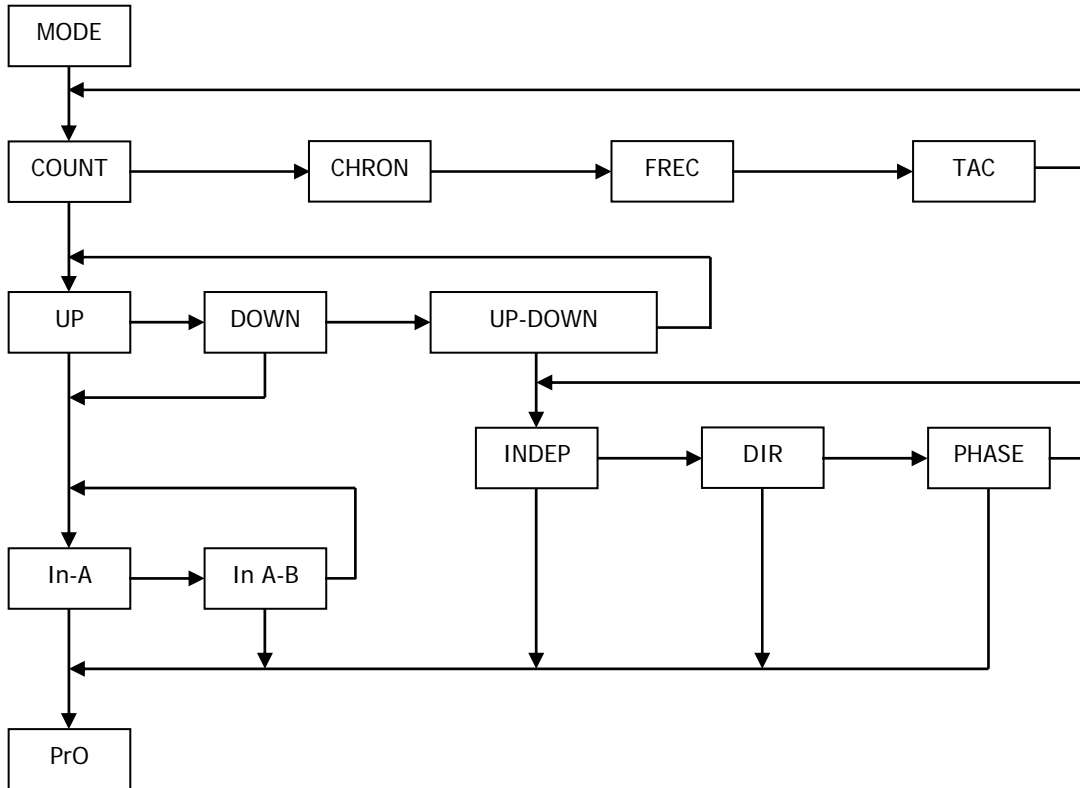 MODE
COUNT
CHRON
FREC
TAC
UP
DOWN
UP-DOWN
INDEP
DIR
PHASE
In-A
In A-B
PrO